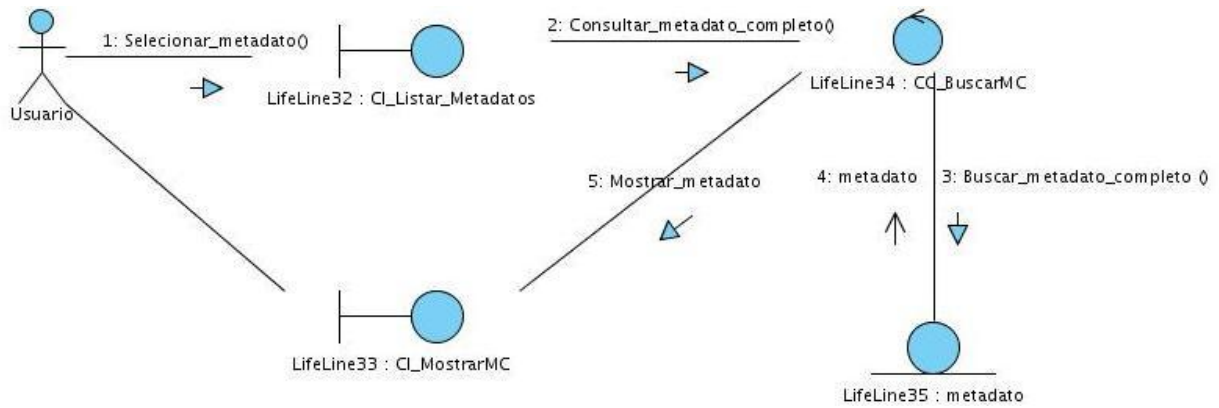 1: Selecionar_metadato()
2: Consultar_metadato_completo()
Usuario
LifeLine32 : CI_Listar_Metadatos
LifeLine34 : CC_BuscarMC
5: Mostrar_metadato
4: metadato
3: Buscar_metadato_completo ()
LifeLine33 : CI_MostrarMC
LifeLine35 : metadato